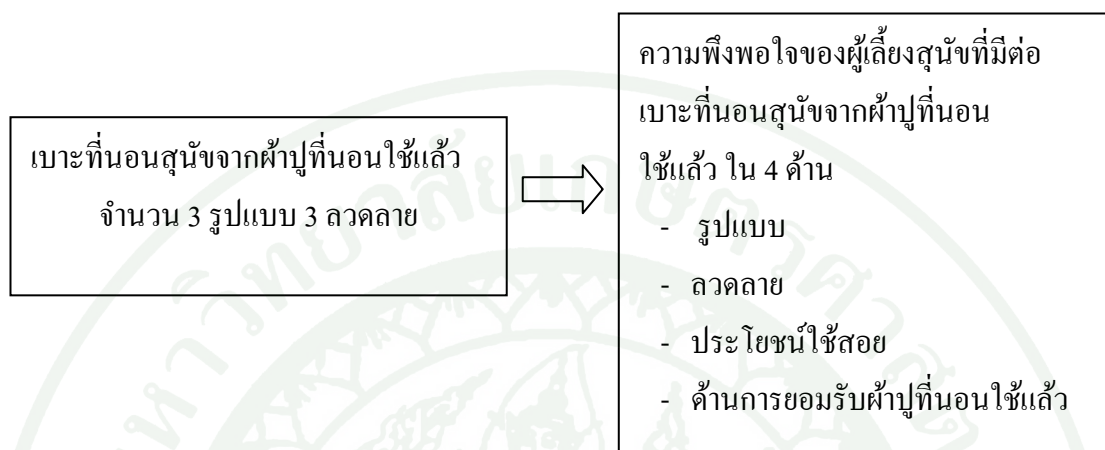 เบาะที่นอนสุนัขจากผ้าปูที่นอนใช้แล้ว
จำนวน 3 รูปแบบ 3 ลวดลาย
ความพึงพอใจของผู้เลี้ยงสุนัขที่มีต่อ
เบาะที่นอนสุนัขจากผ้าปูที่นอน
ใช้แล้ว ใน 4 ด้าน
- รูปแบบ
- ลวดลาย
- ประโยชน์ใช้สอย
- ด้านการยอมรับผ้าปูที่นอนใช้แล้ว